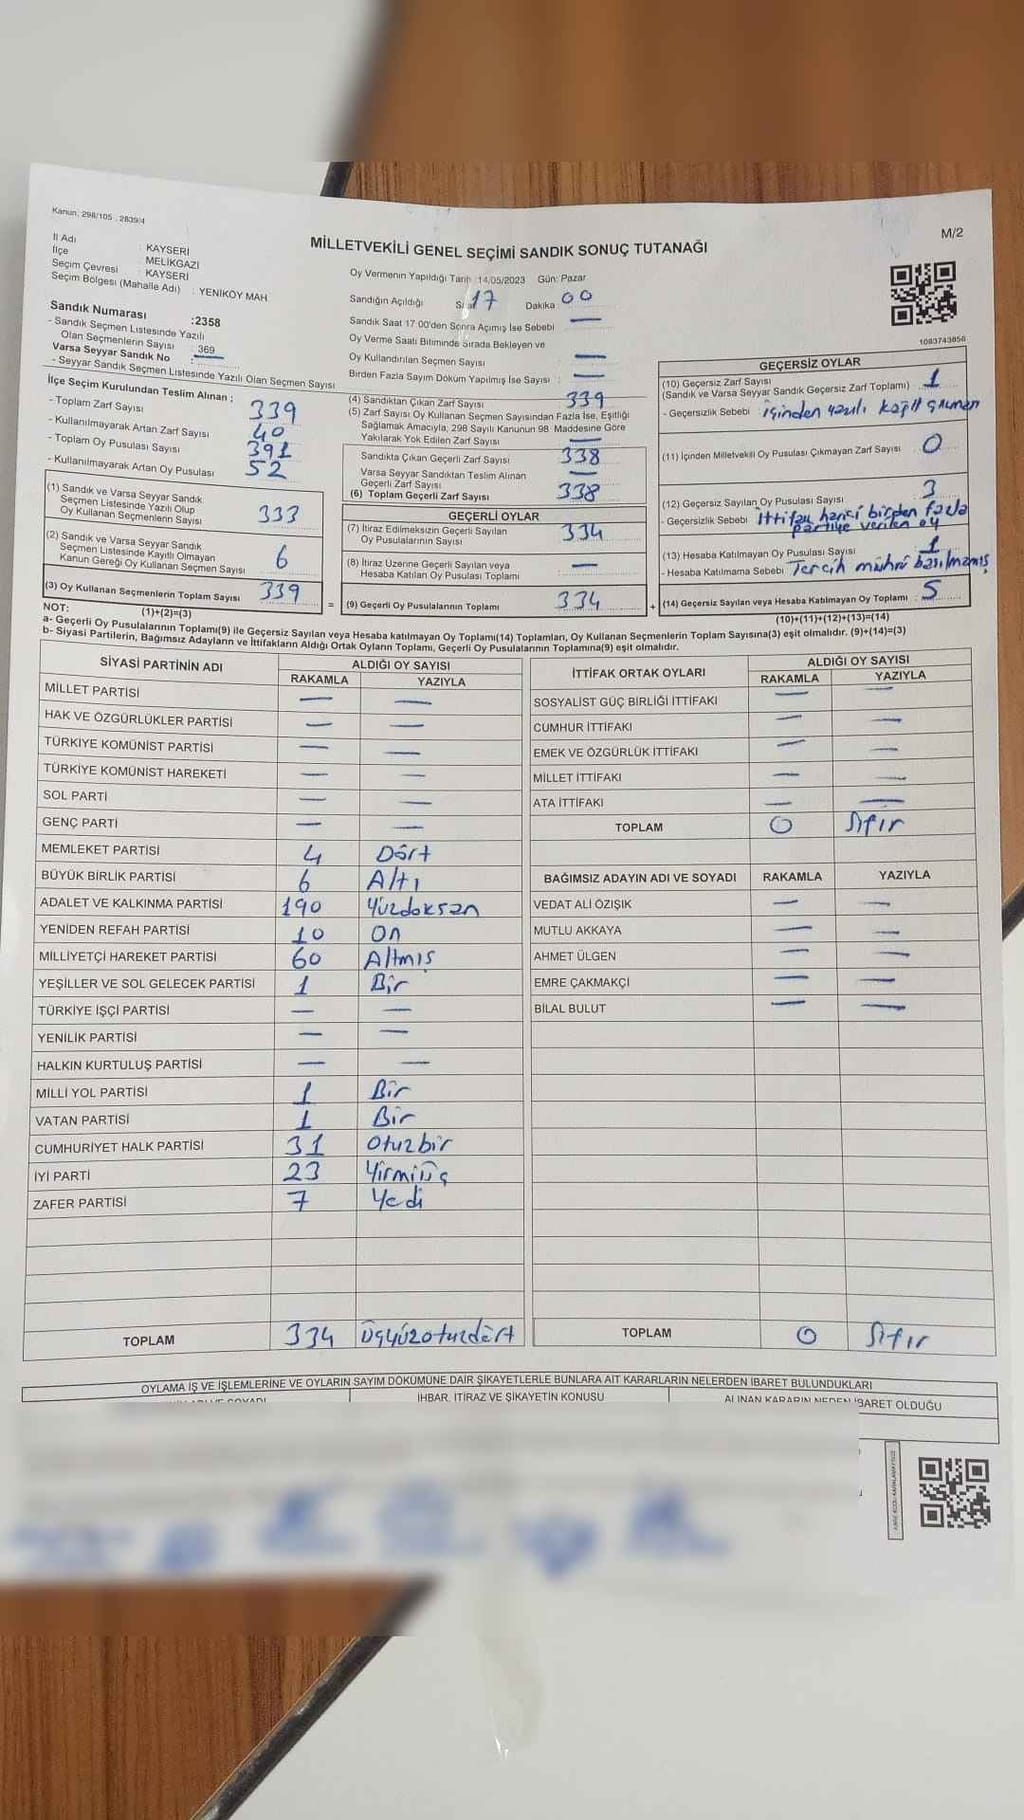 Kanun, 298/105 , 2839/4
M/2
MİLLETVEKİLİ GENEL SEÇİMİ SANDIK SONUÇ TUTANAĞI
İl Adı KAYSERİ
İlçe MELİKGAZİ
Seçim Çevresi : KAYSERİ
Seçim Bölgesi (Mahalle Adı) : YENİKÖY MAH
Sandık Numarası :2358
- Sandık Seçmen Listesinde Yazılı
Olan Seçmenlerin Sayısı : 369
Varsa Seyyar Sandık No : —
- Seyyar Sandık Seçmen Listesinde Yazılı Olan Seçmen Sayısı
Oy Vermenin Yapıldığı Tarih :14/05/2023 Gün: Pazar
Sandığın Açıldığı Saat 17 Dakika 00
Sandık Saat 17 00'den Sonra Açımış İse Sebebi —
Oy Verme Saati Bitiminde Sırada Bekleyen ve
Oy Kullandırılan Seçmen Sayısı —
Birden Fazla Sayım Döküm Yapılmış İse Sayısı : —
İlçe Seçim Kurulundan Teslim Alınan ;
- Toplam Zarf Sayısı 339
- Kullanılmayarak Artan Zarf Sayısı 40
- Toplam Oy Pusulası Sayısı 391
- Kullanılmayarak Artan Oy Pusulası 52
(1) Sandık ve Varsa Seyyar Sandık
Seçmen Listesinde Yazılı Olup
Oy Kullanan Seçmenlerin Sayısı 333
(2) Sandık ve Varsa Seyyar Sandık
Seçmen Listesinde Kayıtlı Olmayan
Kanun Gereği Oy Kullanan Seçmen Sayısı 6
(3) Oy Kullanan Seçmenlerin Toplam Sayısı 339
(1)+(2)=(3)
(4) Sandıktan Çıkan Zarf Sayısı 339
(5) Zarf Sayısı Oy Kullanan Seçmen Sayısından Fazla İse, Eşitliği
Sağlamak Amacıyla, 298 Sayılı Kanunun 98 Maddesine Göre
Yakılarak Yok Edilen Zarf Sayısı —
Sandıkta Çıkan Geçerli Zarf Sayısı 338
Varsa Seyyar Sandıktan Teslim Alınan
Geçerli Zarf Sayısı —
(6) Toplam Geçerli Zarf Sayısı 338
GEÇERLİ OYLAR
(7) İtiraz Edilmeksizin Geçerli Sayılan
Oy Pusulalarının Sayısı 334
(8) İtiraz Üzerine Geçerli Sayılan veya
Hesaba Katılan Oy Pusulası Toplamı —
= (9) Geçerli Oy Pusulalarının Toplamı 334 +
1083743856
GEÇERSİZ OYLAR
(10) Geçersiz Zarf Sayısı 1
(Sandık ve Varsa Seyyar Sandık Geçersiz Zarf Toplamı)
- Geçersizlik Sebebi içinden yazılı kağıt çıkması
(11) İçinden Milletvekili Oy Pusulası Çıkmayan Zarf Sayısı 0
(12) Geçersiz Sayılan Oy Pusulası Sayısı 3
- Geçersizlik Sebebi ittifak harici birden fazla
partiye verilen oy
(13) Hesaba Katılmayan Oy Pusulası Sayısı 1
- Hesaba Katılmama Sebebi Tercih mührü basılmamış
(14) Geçersiz Sayılan veya Hesaba Katılmayan Oy Toplamı : 5
(10)+(11)+(12)+(13)=(14)
NOT:
a- Geçerli Oy Pusulalarının Toplamı(9) ile Geçersiz Sayılan veya Hesaba katılmayan Oy Toplamı(14) Toplamları, Oy Kullanan Seçmenlerin Toplam Sayısına(3) eşit olmalıdır. (9)+(14)=(3)
b- Siyasi Partilerin, Bağımsız Adayların ve İttifakların Aldığı Ortak Oyların Toplamı, Geçerli Oy Pusulalarının Toplamına(9) eşit olmalıdır.
SİYASİ PARTİNİN ADI ALDIĞI OY SAYISI
RAKAMLA YAZIYLA
MİLLET PARTİSİ — —
HAK VE ÖZGÜRLÜKLER PARTİSİ — —
TÜRKİYE KOMÜNİST PARTİSİ — —
TÜRKİYE KOMÜNİST HAREKETİ — —
SOL PARTİ — —
GENÇ PARTİ — —
MEMLEKET PARTİSİ 4 Dört
BÜYÜK BİRLİK PARTİSİ 6 Altı
ADALET VE KALKINMA PARTİSİ 190 Yüzdoksan
YENİDEN REFAH PARTİSİ 10 On
MİLLİYETÇİ HAREKET PARTİSİ 60 Altmış
YEŞİLLER VE SOL GELECEK PARTİSİ 1 Bir
TÜRKİYE İŞÇİ PARTİSİ — —
YENİLİK PARTİSİ — —
HALKIN KURTULUŞ PARTİSİ — —
MİLLİ YOL PARTİSİ 1 Bir
VATAN PARTİSİ 1 Bir
CUMHURİYET HALK PARTİSİ 31 Otuzbir
İYİ PARTİ 23 Yirmiüç
ZAFER PARTİSİ 7 Yedi
TOPLAM 334 Üçyüzotuzdört
İTTİFAK ORTAK OYLARI ALDIĞI OY SAYISI
RAKAMLA YAZIYLA
SOSYALİST GÜÇ BİRLİĞİ İTTİFAKI — —
CUMHUR İTTİFAKI — —
EMEK VE ÖZGÜRLÜK İTTİFAKI — —
MİLLET İTTİFAKI — —
ATA İTTİFAKI — —
TOPLAM 0 Sıfır
BAĞIMSIZ ADAYIN ADI VE SOYADI RAKAMLA YAZIYLA
VEDAT ALİ ÖZIŞIK — —
MUTLU AKKAYA — —
AHMET ÜLGEN — —
EMRE ÇAKMAKÇİ — —
BİLAL BULUT — —
TOPLAM 0 Sıfır
OYLAMA İŞ VE İŞLEMLERİNE VE OYLARIN SAYIM DÖKÜMÜNE DAİR ŞİKAYETLERLE BUNLARA AİT KARARLARIN NELERDEN İBARET BULUNDUKLARI
İHBAR, İTİRAZ VE ŞİKAYETİN KONUSU
ALINAN KARARIN NEDEN İBARET OLDUĞU